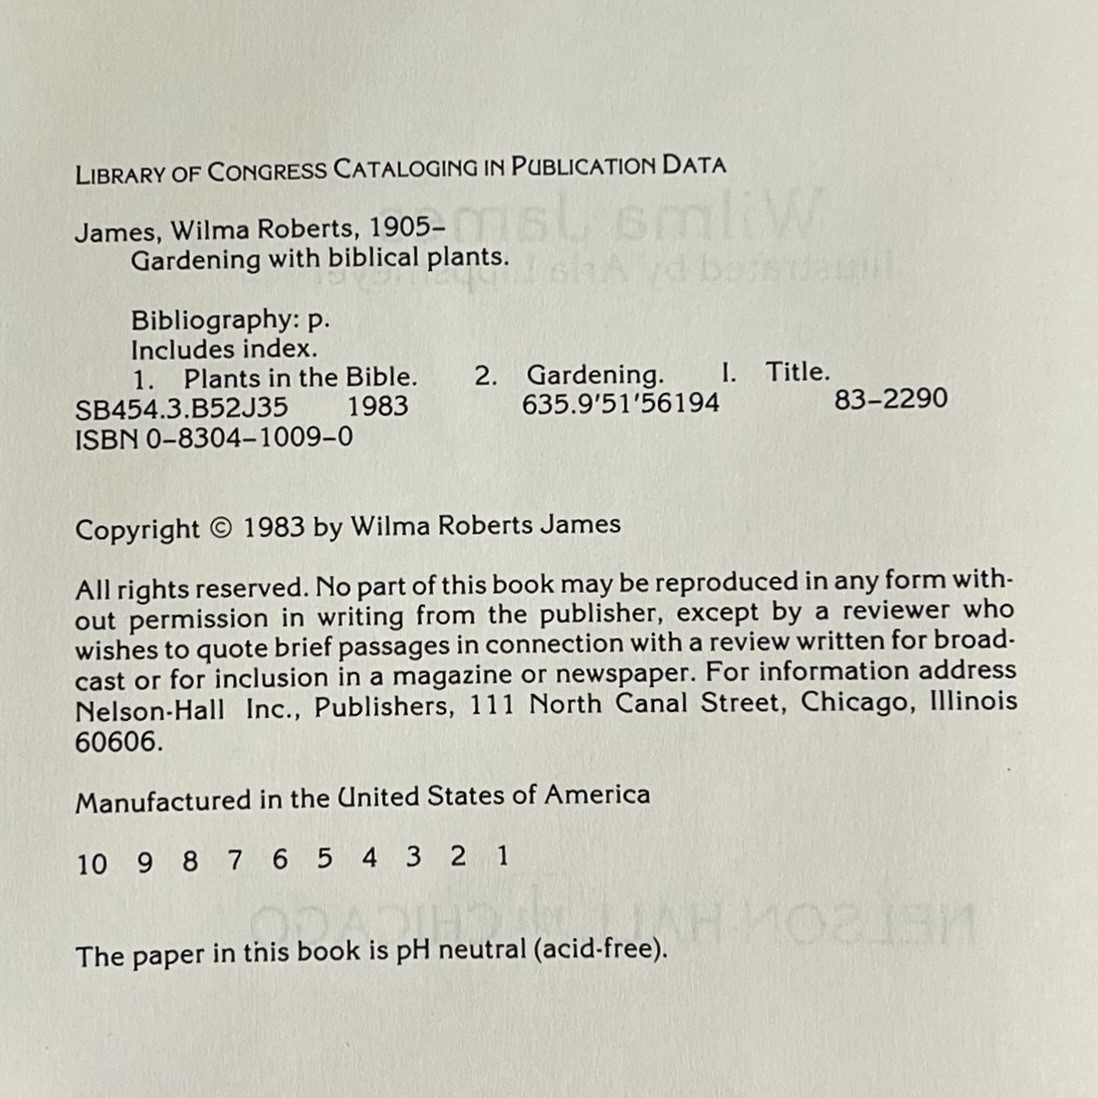 LIBRARY OF CONGRESS CATALOGING IN PUBLICATION DATA
James, Wilma Roberts, 1905–
Gardening with biblical plants.
Bibliography: p.
Includes index.
1. Plants in the Bible. 2. Gardening. I. Title.
SB454.3.B52J35 1983 635.9'51'56194 83–2290
ISBN 0–8304–1009–0
Copyright © 1983 by Wilma Roberts James
All rights reserved. No part of this book may be reproduced in any form with-
out permission in writing from the publisher, except by a reviewer who
wishes to quote brief passages in connection with a review written for broad-
cast or for inclusion in a magazine or newspaper. For information address
Nelson-Hall Inc., Publishers, 111 North Canal Street, Chicago, Illinois
60606.
Manufactured in the United States of America
10 9 8 7 6 5 4 3 2 1
The paper in this book is pH neutral (acid-free).